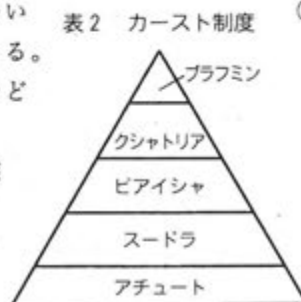 い
る。
ど
表2 カースト制度
ブラフミン
クシャトリア
ビアイシャ
スードラ
アチュート